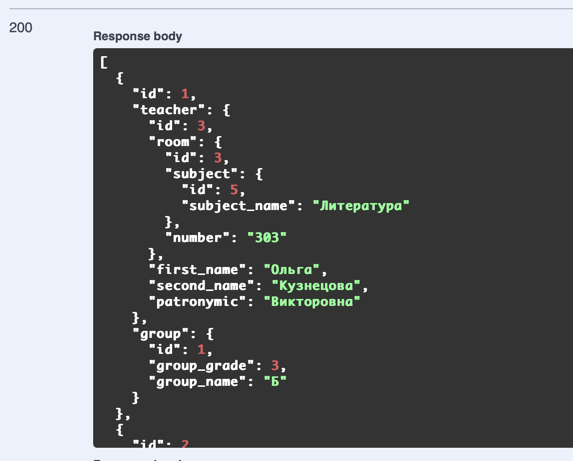 200
Response body
[
  {
    "id": 1,
    "teacher": {
      "id": 3,
      "room": {
        "id": 3,
        "subject": {
          "id": 5,
          "subject_name": "Литература"
        },
        "number": "303"
      },
      "first_name": "Ольга",
      "second_name": "Кузнецова",
      "patronymic": "Викторовна"
    },
    "group": {
      "id": 1,
      "group_grade": 3,
      "group_name": "Б"
    }
  },
  {
    "id": 2